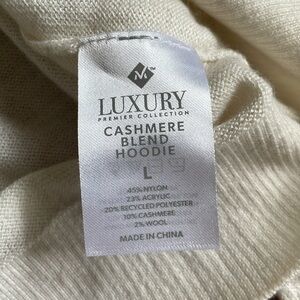 M
LUXURY
PREMIER COLLECTION
CASHMERE
BLEND
HOODIE
L
45% NYLON
23% ACRYLIC
20% RECYCLED POLYESTER
10% CASHMERE
2% WOOL
MADE IN CHINA